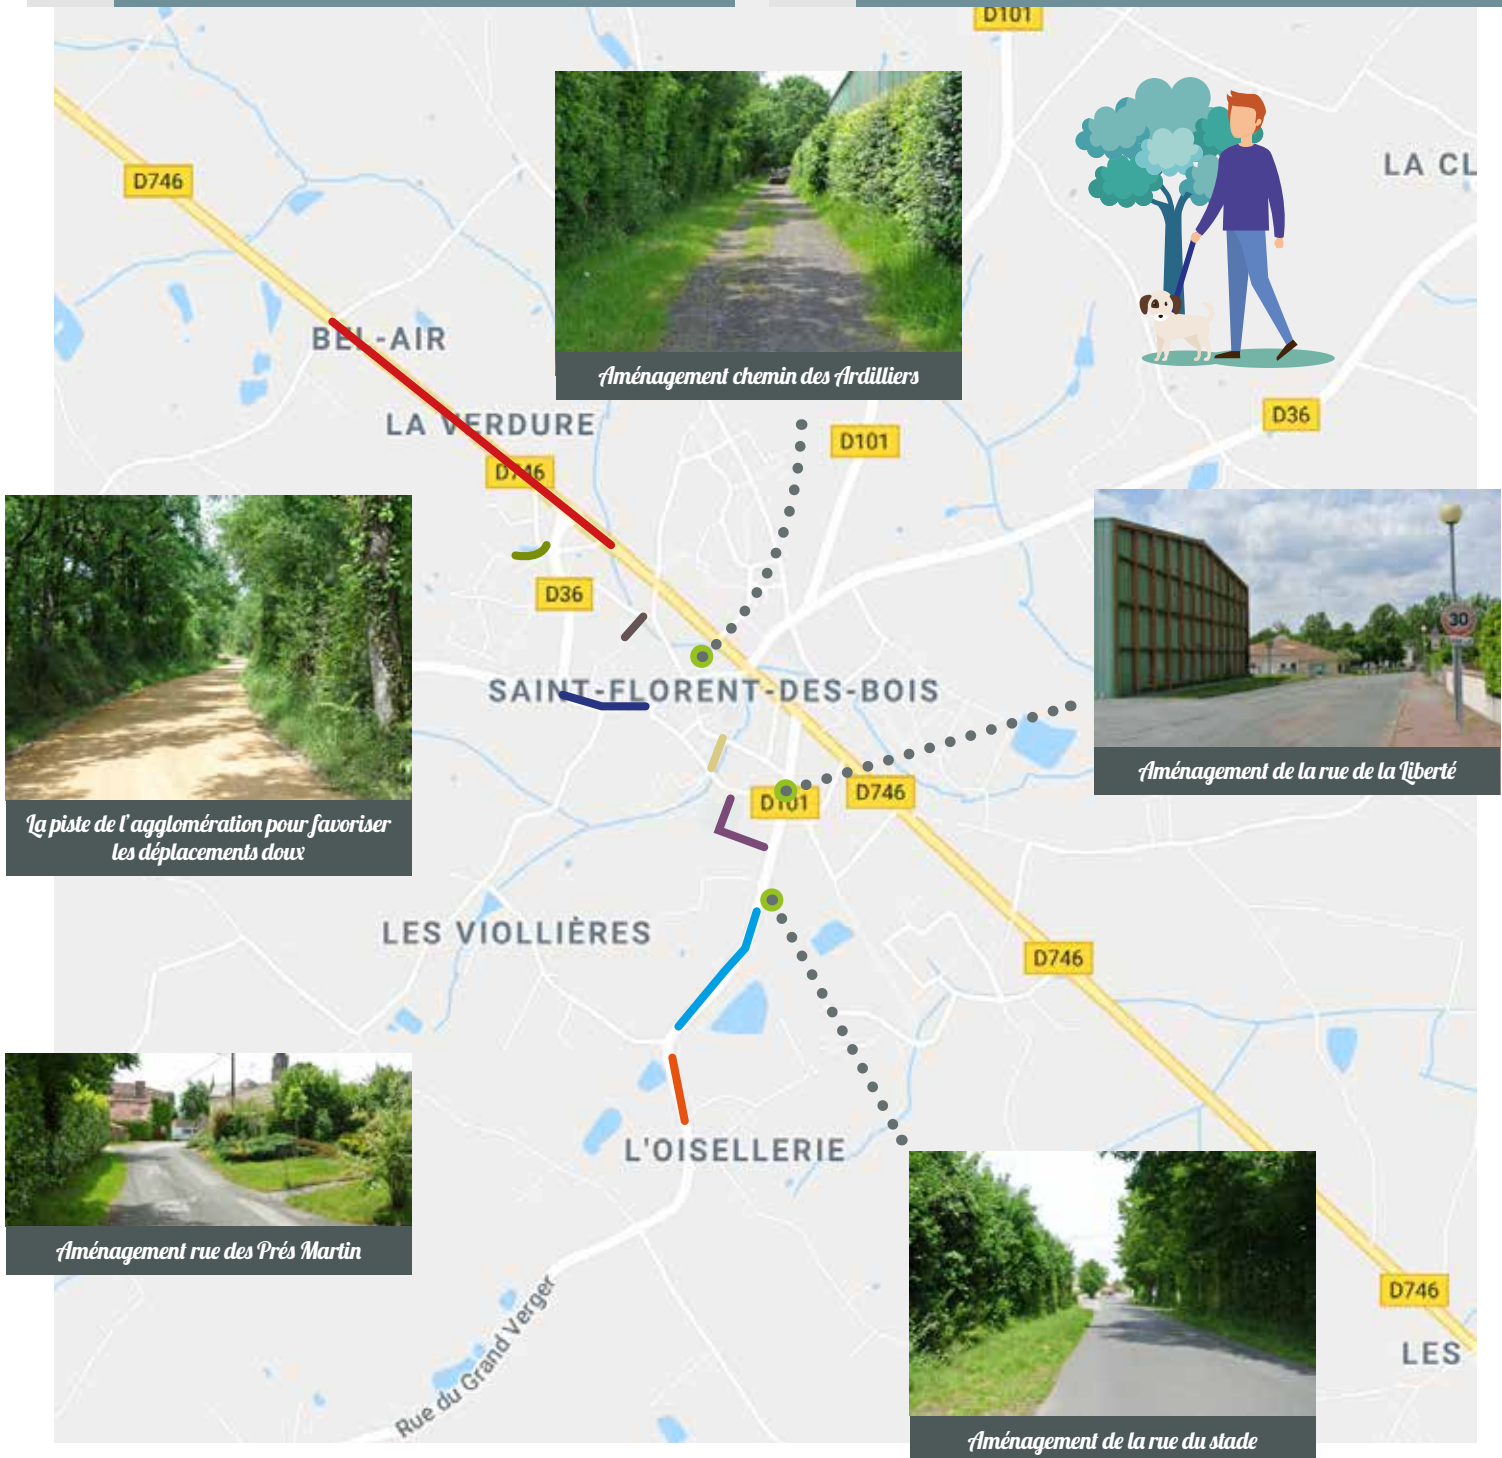 D101
LA CL
D746
BEL-AIR
Aménagement chemin des Ardilliers
LA VERDURE
D36
D101
D746
D36
30
SAINT-FLORENT-DES-BOIS
Aménagement de la rue de la Liberté
D101
D746
La piste de l'agglomération pour favoriser
les déplacements doux
LES VIOLLIÈRES
D746
L'OISELLERIE
Aménagement rue des Prés Martin
D746
Rue du Grand Verger
LES
Aménagement de la rue du stade